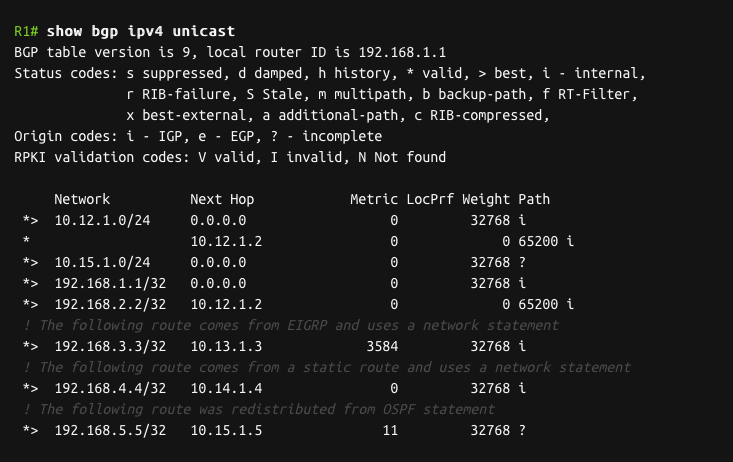 R1# show bgp ipv4 unicast
BGP table version is 9, local router ID is 192.168.1.1
Status codes: s suppressed, d damped, h history, * valid, > best, i - internal,
              r RIB-failure, S Stale, m multipath, b backup-path, f RT-Filter,
              x best-external, a additional-path, c RIB-compressed,
Origin codes: i - IGP, e - EGP, ? - incomplete
RPKI validation codes: V valid, I invalid, N Not found

     Network          Next Hop            Metric LocPrf Weight Path
 *>  10.12.1.0/24     0.0.0.0                  0         32768 i
 *                    10.12.1.2                0             0 65200 i
 *>  10.15.1.0/24     0.0.0.0                  0         32768 ?
 *>  192.168.1.1/32   0.0.0.0                  0         32768 i
 *>  192.168.2.2/32   10.12.1.2                0             0 65200 i
 ! The following route comes from EIGRP and uses a network statement
 *>  192.168.3.3/32   10.13.1.3             3584         32768 i
 ! The following route comes from a static route and uses a network statement
 *>  192.168.4.4/32   10.14.1.4                0         32768 i
 ! The following route was redistributed from OSPF statement
 *>  192.168.5.5/32   10.15.1.5               11         32768 ?